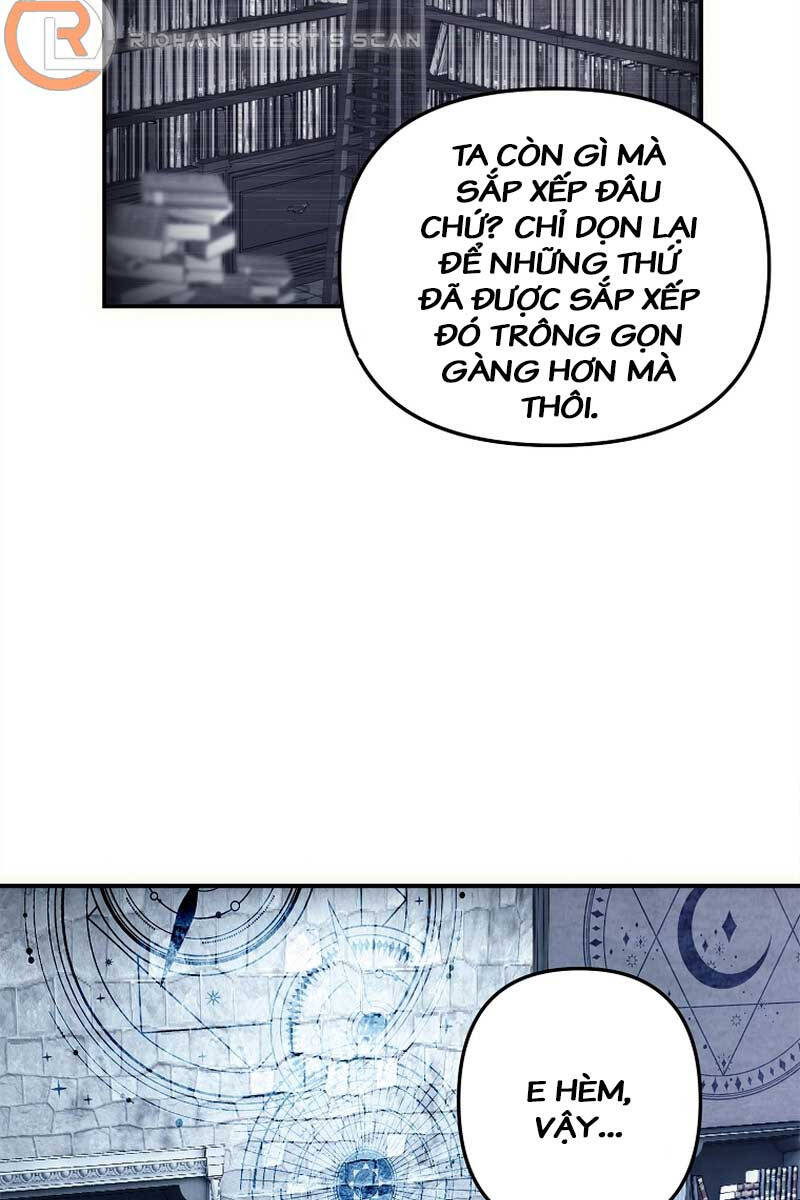 RIOHAN LIBERT'S SCAN
TA CÒN GÌ MÀ
SẮP XẾP ĐÂU
CHỨ? CHỈ DỌN LẠI
ĐỂ NHỮNG THỨ
ĐÃ ĐƯỢC SẮP XẾP
ĐÓ TRÔNG GỌN
GÀNG HƠN MÀ
THÔI.
E HÈM,
VẬY...